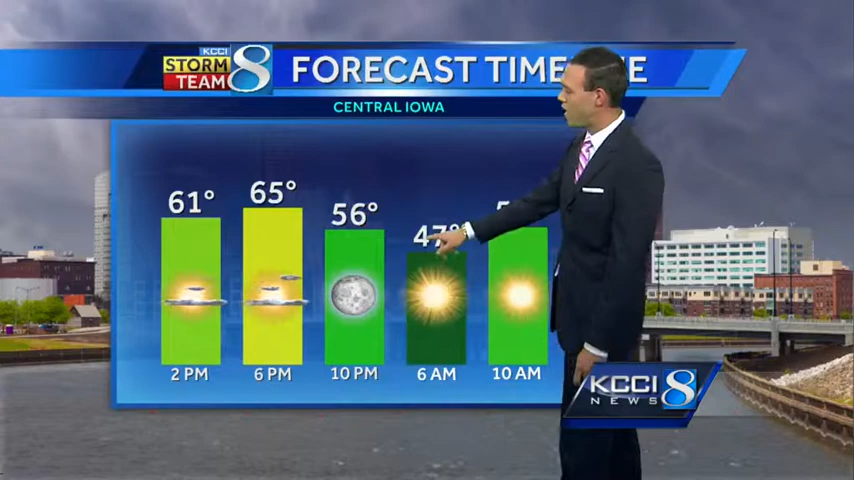 KCCI
STORM
TEAM 8
FORECAST TIME
CENTRAL IOWA
61° 65° 56° 47°
2 PM 6 PM 10 PM 6 AM 10 AM
KCCI 8
NEWS